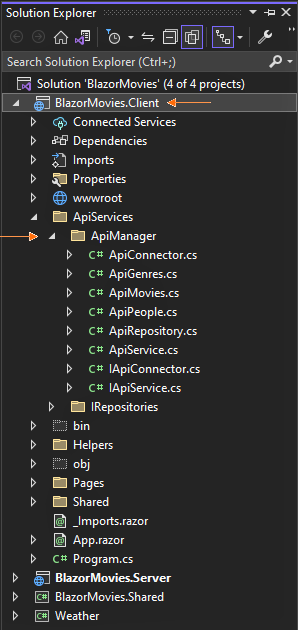 Solution Explorer
Search Solution Explorer (Ctrl+;)
Solution 'BlazorMovies' (4 of 4 projects)
BlazorMovies.Client
Connected Services
Dependencies
Imports
Properties
wwwroot
ApiServices
ApiManager
C# ApiConnector.cs
C# ApiGenres.cs
C# ApiMovies.cs
C# ApiPeople.cs
C# ApiRepository.cs
C# ApiService.cs
C# IApiConnector.cs
C# IApiService.cs
IRepositories
bin
Helpers
obj
Pages
Shared
@ _Imports.razor
@ App.razor
C# Program.cs
BlazorMovies.Server
C# BlazorMovies.Shared
C# Weather